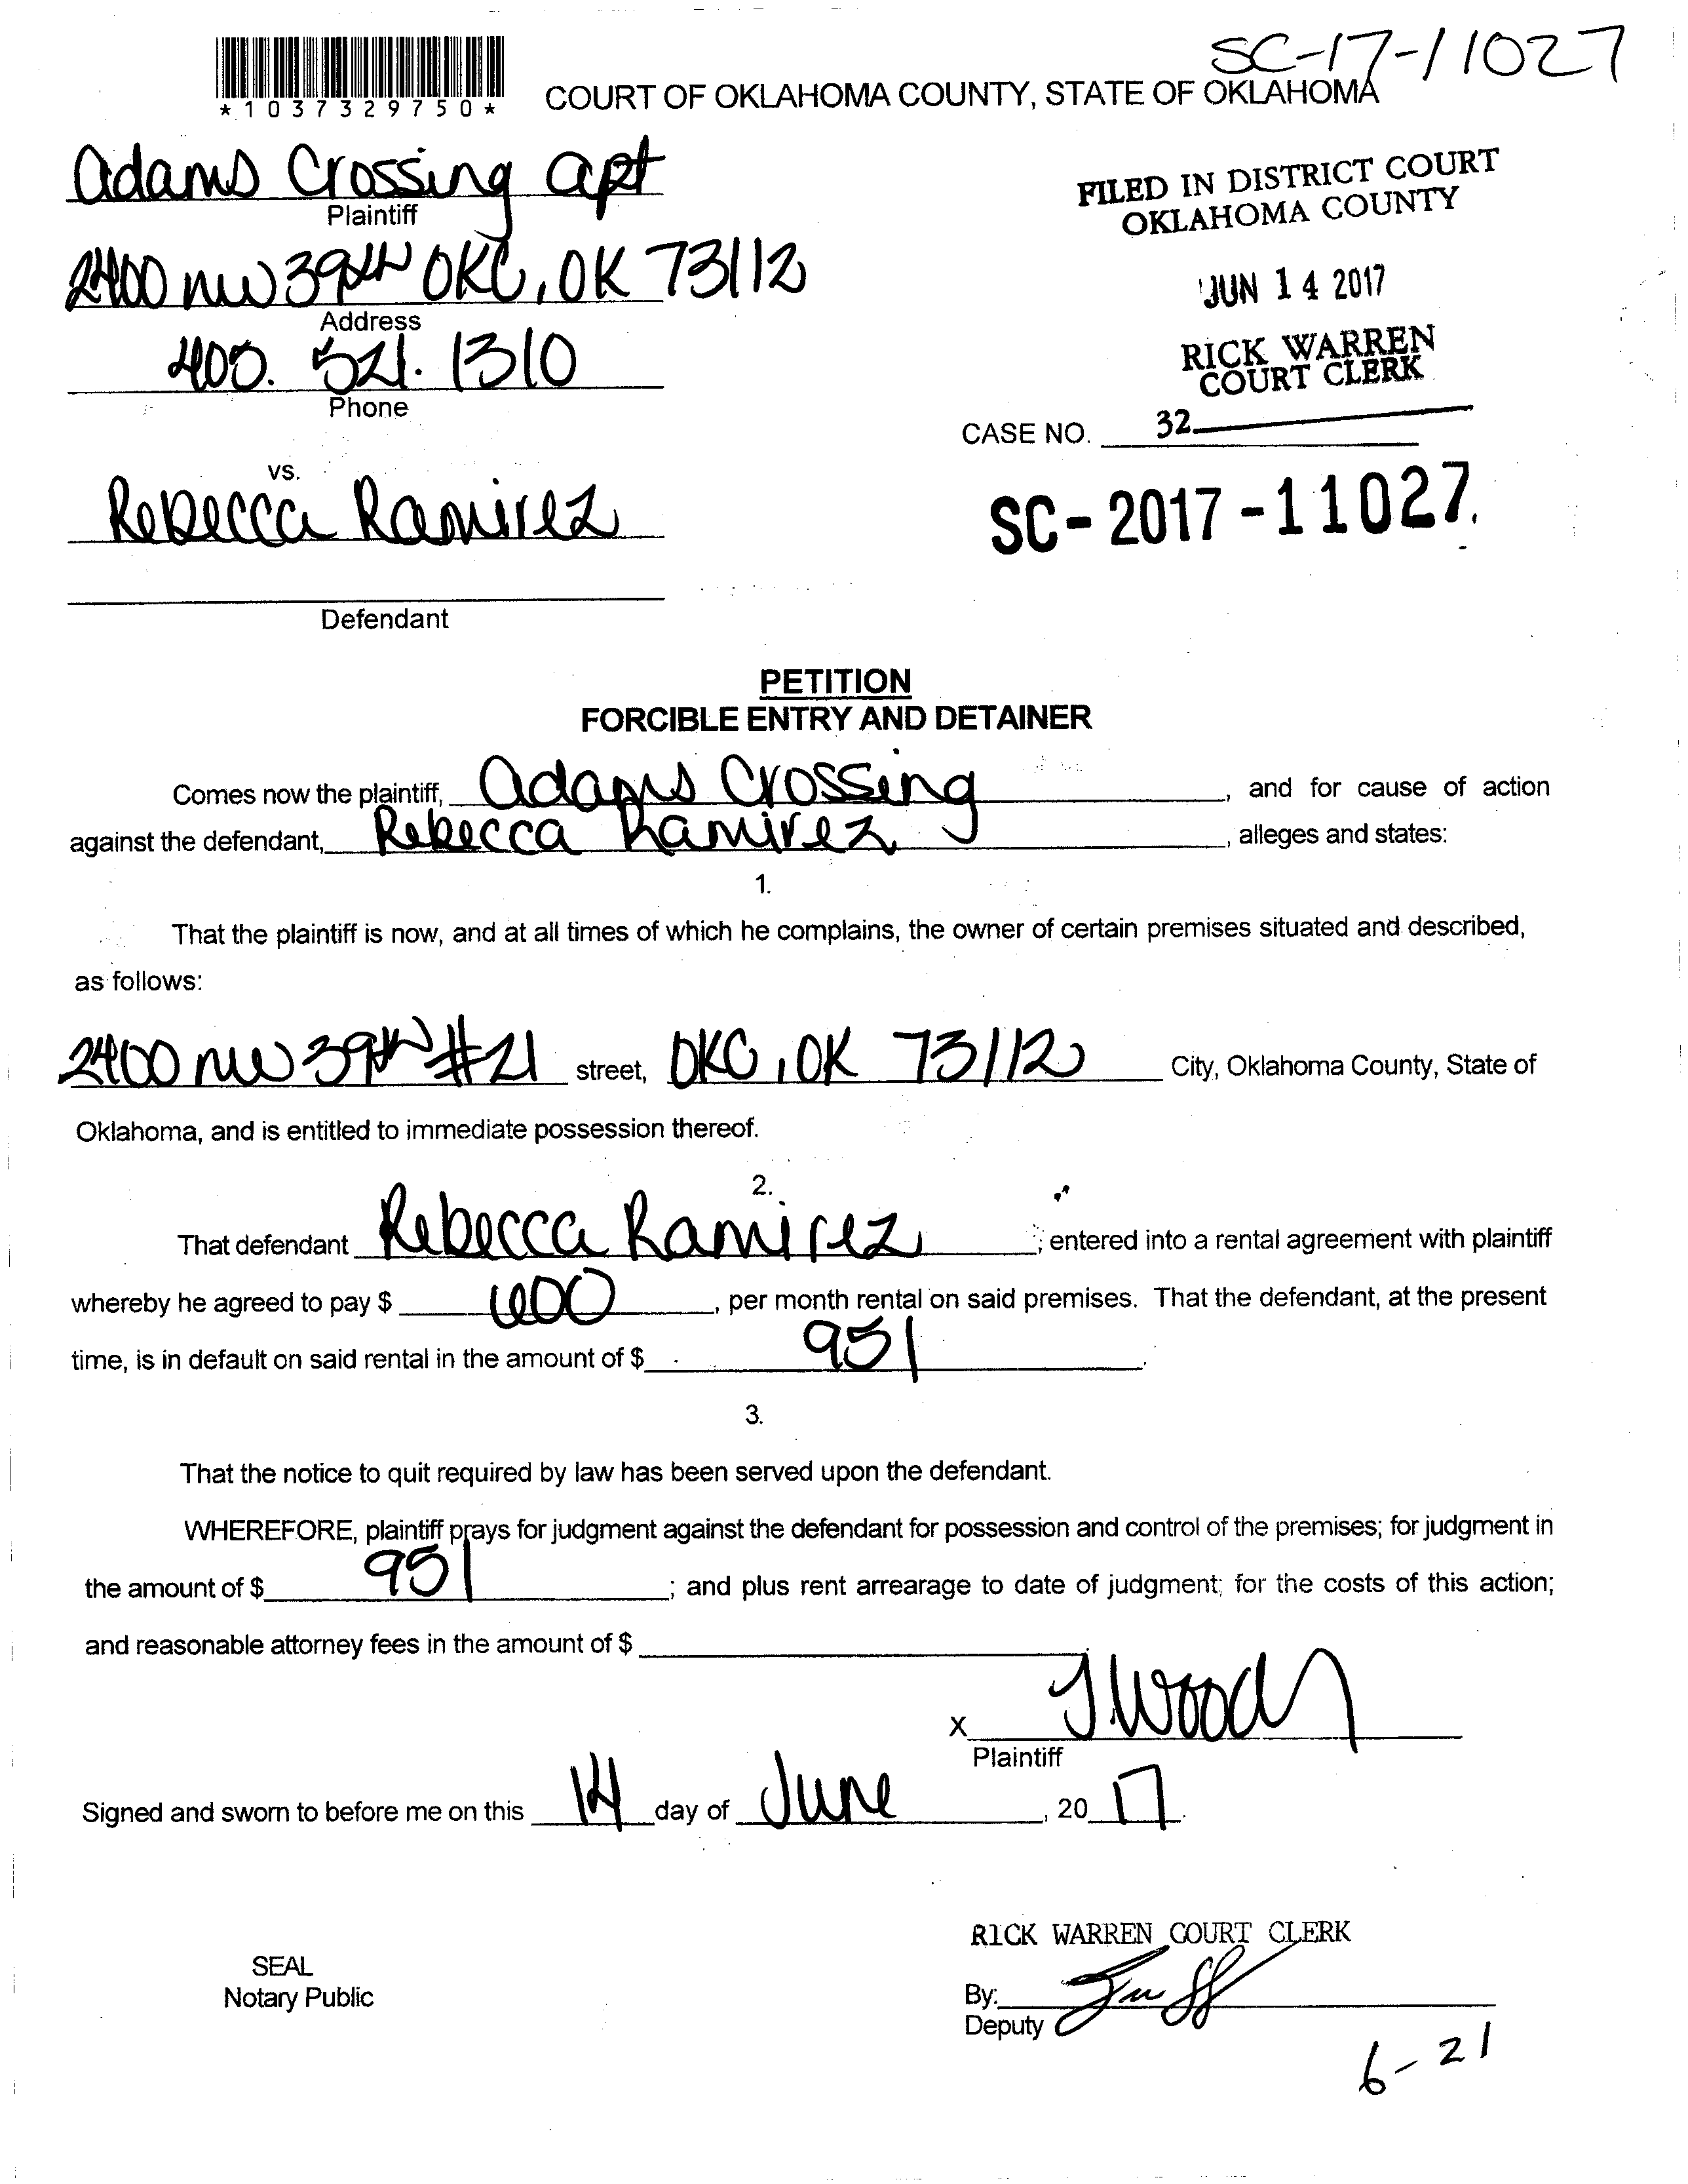 SC-17-11027
*1037329750*
COURT OF OKLAHOMA COUNTY, STATE OF OKLAHOMA
Adams Crossing apt
Plaintiff
FILED IN DISTRICT COURT
OKLAHOMA COUNTY
2400 NW 39th OKC, OK 73112
Address
JUN 14 2017
405. 521. 1310
Phone
RICK WARREN
COURT CLERK
CASE NO. 32
vs.
Rebecca Ramirez
SC-2017-11027
Defendant
PETITION
FORCIBLE ENTRY AND DETAINER
Comes now the plaintiff, Adams Crossing, and for cause of action
against the defendant, Rebecca Ramirez, alleges and states:
1.
That the plaintiff is now, and at all times of which he complains, the owner of certain premises situated and described,
as follows:
2400 NW 39th #21 street, OKC, OK 73112 City, Oklahoma County, State of
Oklahoma, and is entitled to immediate possession thereof.
2.
That defendant Rebecca Ramirez, entered into a rental agreement with plaintiff
whereby he agreed to pay $ 600, per month rental on said premises. That the defendant, at the present
time, is in default on said rental in the amount of $ 951.
3.
That the notice to quit required by law has been served upon the defendant.
WHEREFORE, plaintiff prays for judgment against the defendant for possession and control of the premises; for judgment in
the amount of $ 951; and plus rent arrearage to date of judgment; for the costs of this action;
and reasonable attorney fees in the amount of $
X J Woody
Plaintiff
Signed and sworn to before me on this 14 day of June, 20 17.
RICK WARREN COURT CLERK
SEAL
Notary Public
By:
Deputy
6-21